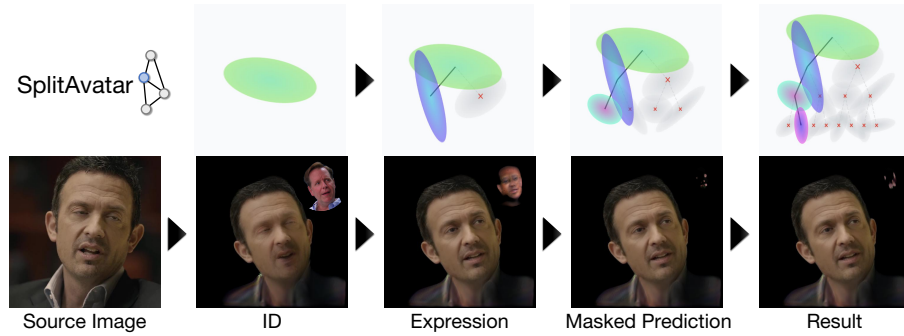 SplitAvatar
Source Image
ID
Expression
Masked Prediction
Result